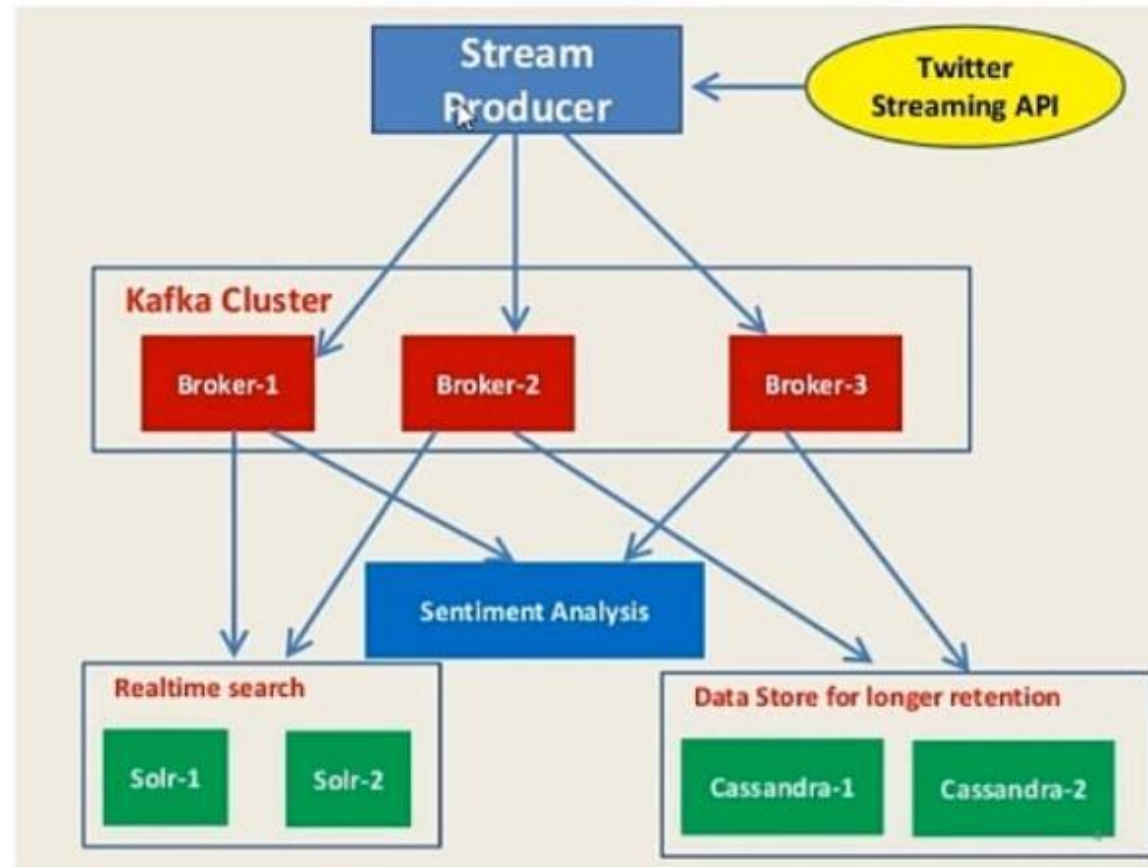 Stream
Producer
Twitter
Streaming API
Kafka Cluster
Broker-1
Broker-2
Broker-3
Sentiment Analysis
Realtime search
Solr-1
Solr-2
Data Store for longer retention
Cassandra-1
Cassandra-2